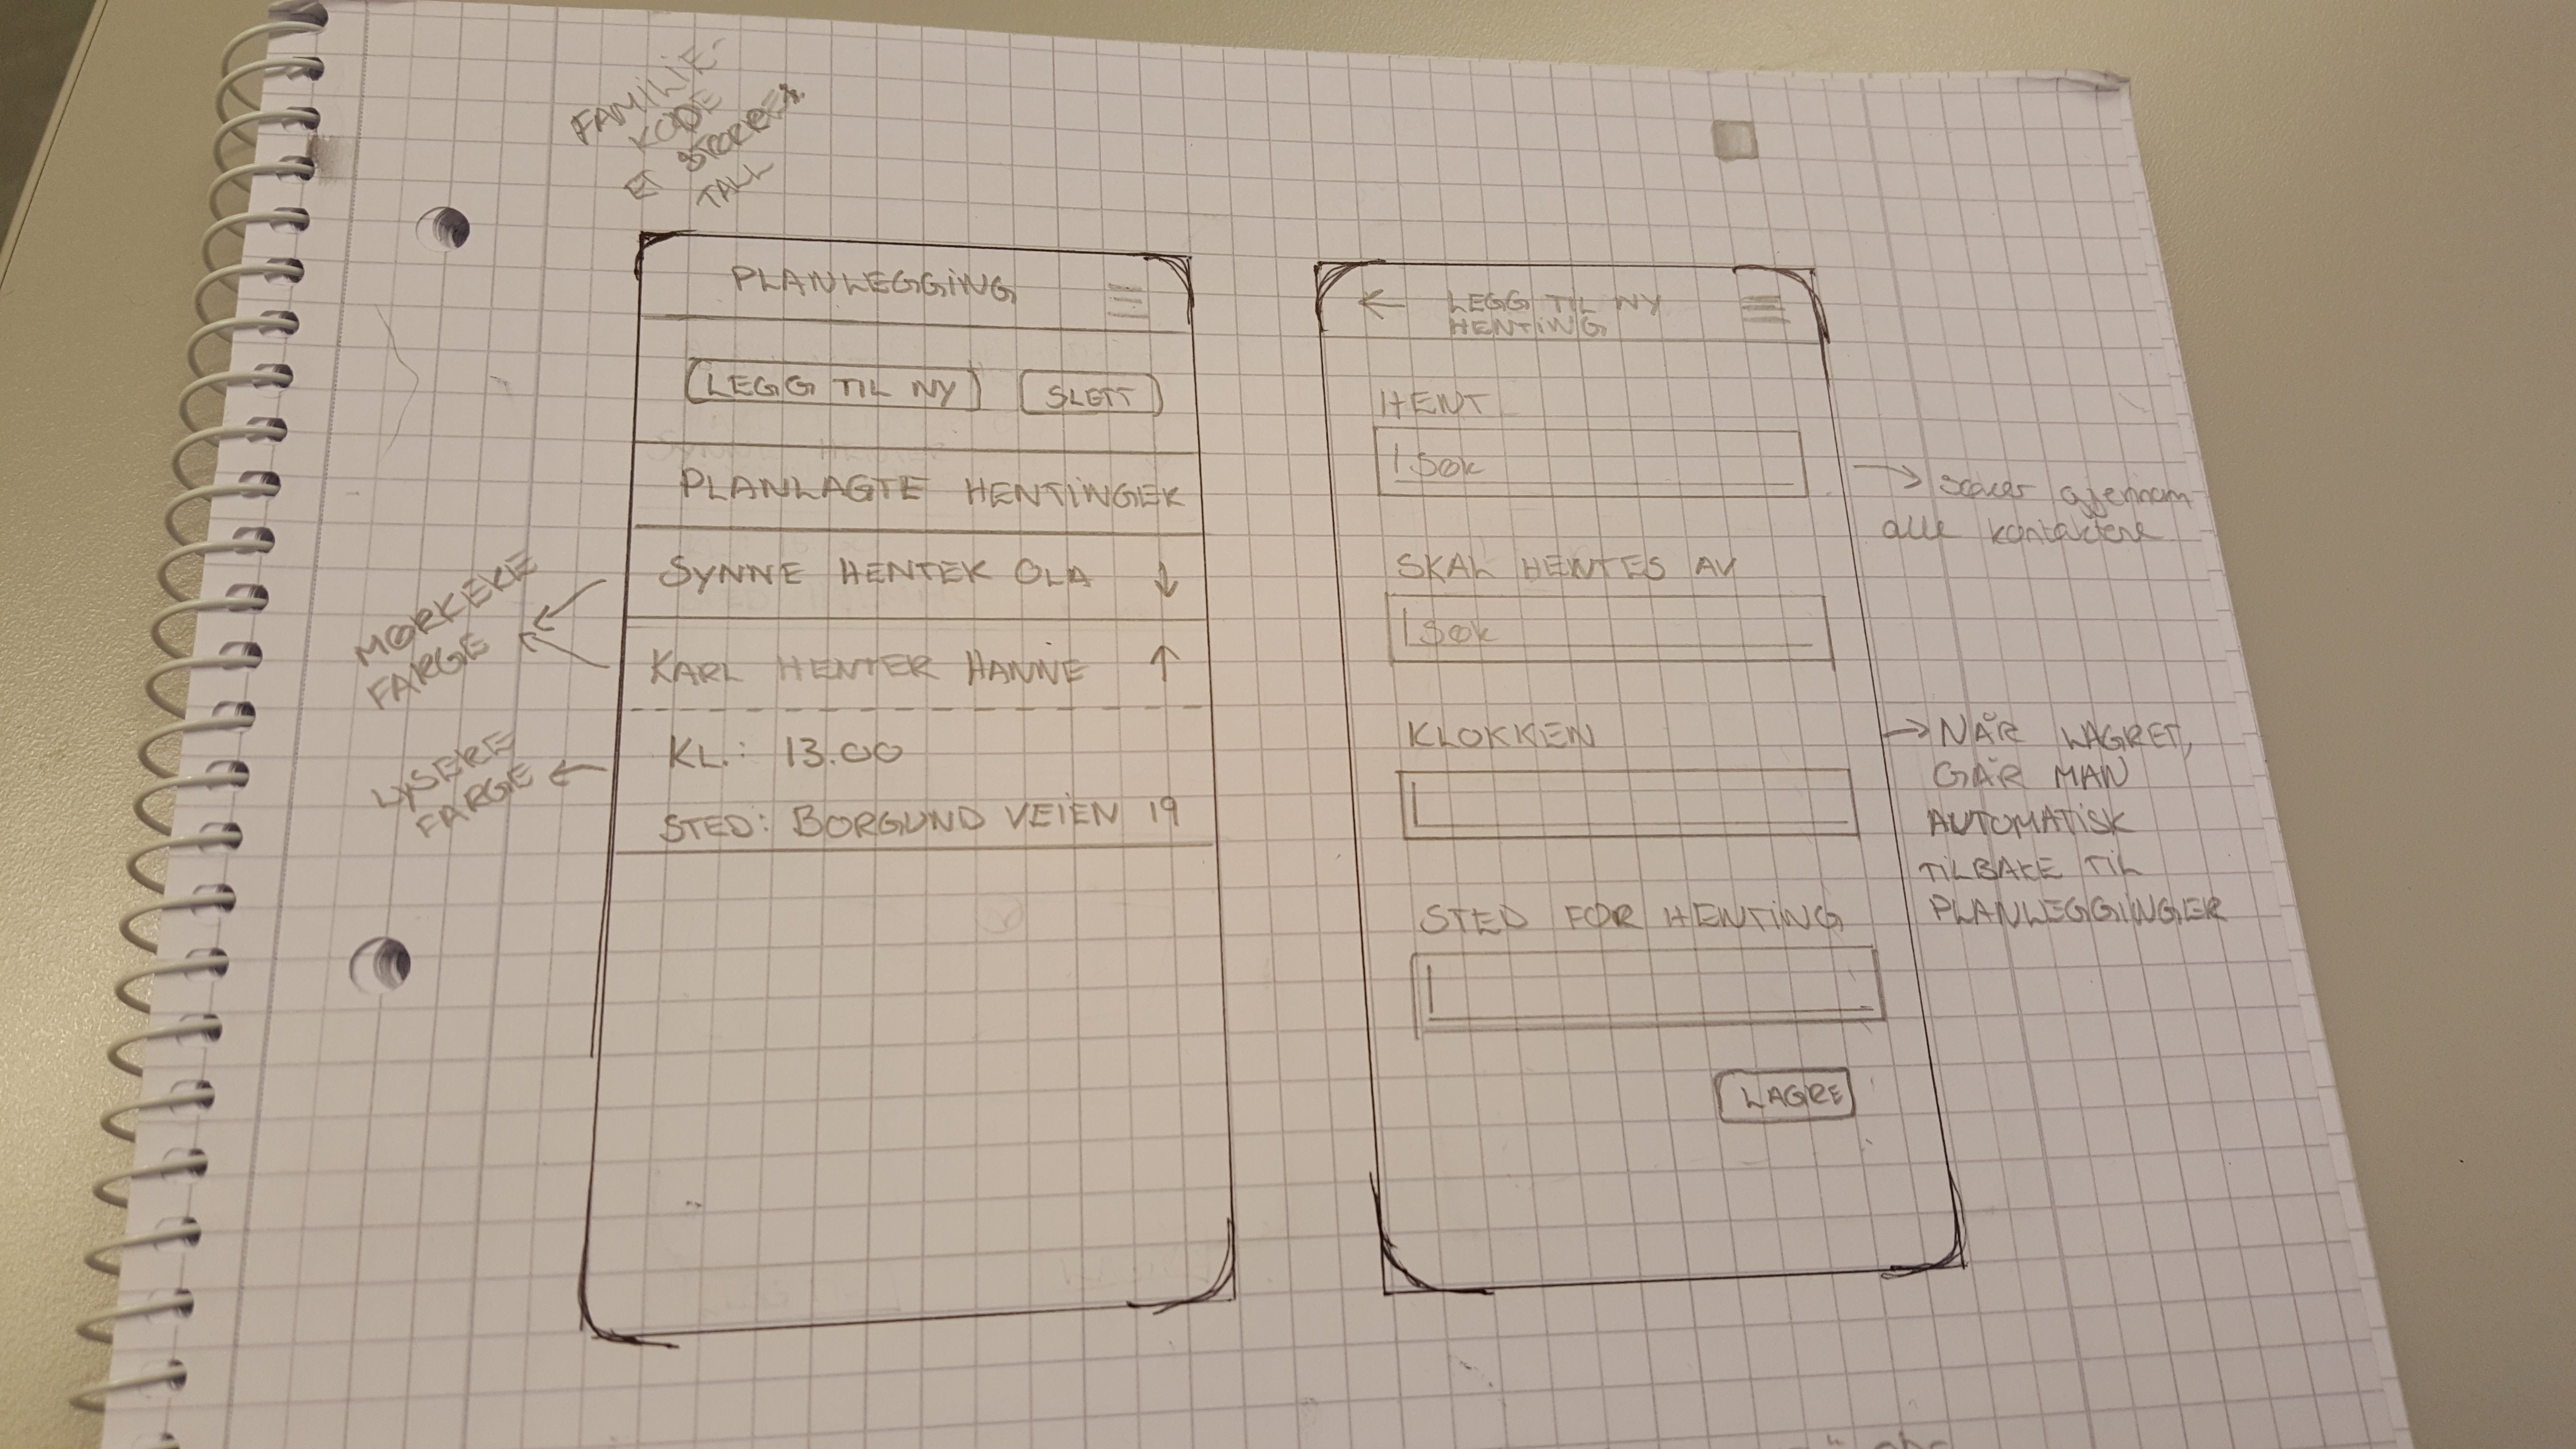 FAMILIE-
KODE
ET STØRRES
TALL
PLANLEGGING
LEGG TIL NY
SLETT
PLANLAGTE HENTINGER
SYNNE HENTER OLA ↓
KARL HENTER HANNE ↑
KL.: 13.00
STED: BORGUND VEIEN 19
MØRKERE
FARGE
LYSERE
FARGE
← LEGG TIL NY
HENTING
HENT
Søk
SKAL HENTES AV
Søk
KLOKKEN
STED FOR HENTING
LAGRE
→ søker gjennom
alle kontaktene
→ NÅR LAGRET,
GÅR MAN
AUTOMATISK
TILBAKE TIL
PLANLEGGINGER